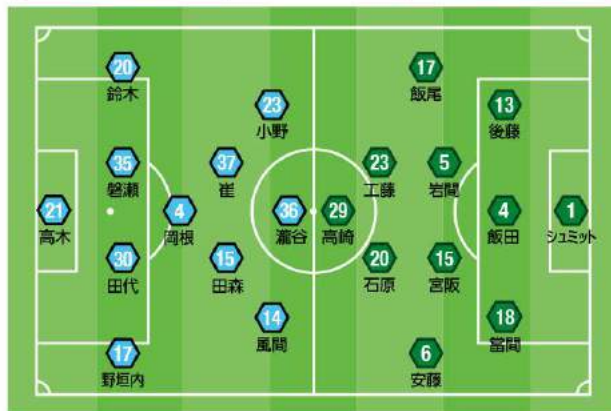 20
鈴木
35
磐瀬
21
高木
30
田代
17
野垣内
4
岡根
37
崔
15
田森
23
小野
36
瀧谷
14
風間
29
高崎
23
工藤
20
石原
17
飯尾
5
岩間
15
宮阪
6
安藤
13
後藤
4
飯田
18
當間
1
シュミット